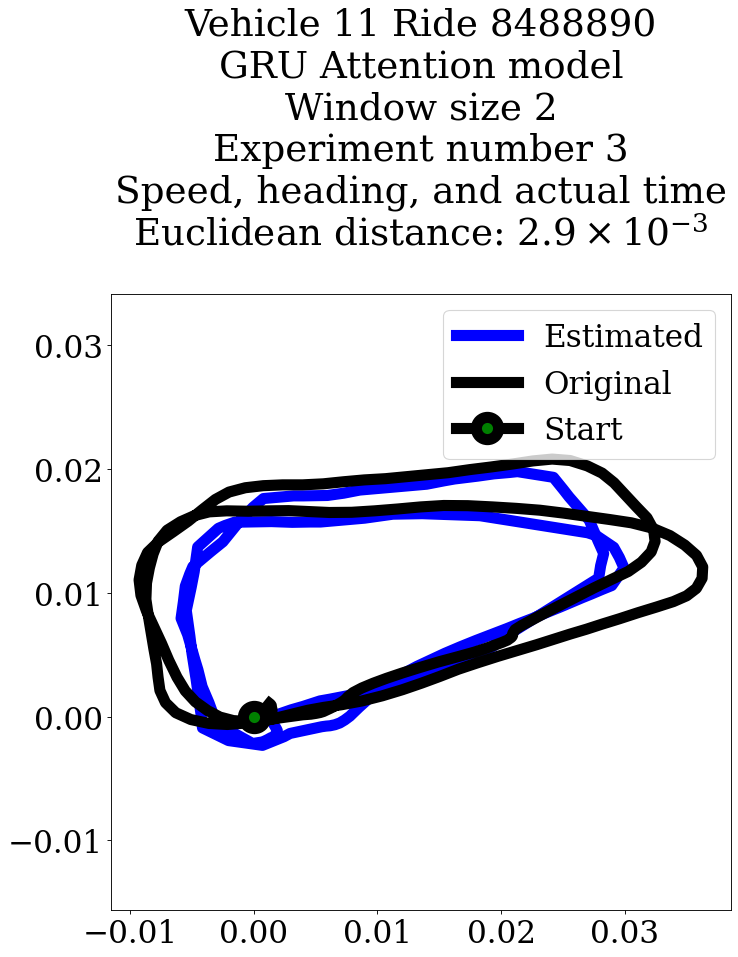 Vehicle 11 Ride 8488890
GRU Attention model
Window size 2
Experiment number 3
Speed, heading, and actual time
Euclidean distance: 2.9 × 10⁻³
Estimated
Original
Start
0.03
0.02
0.01
0.00
−0.01
−0.01 0.00 0.01 0.02 0.03